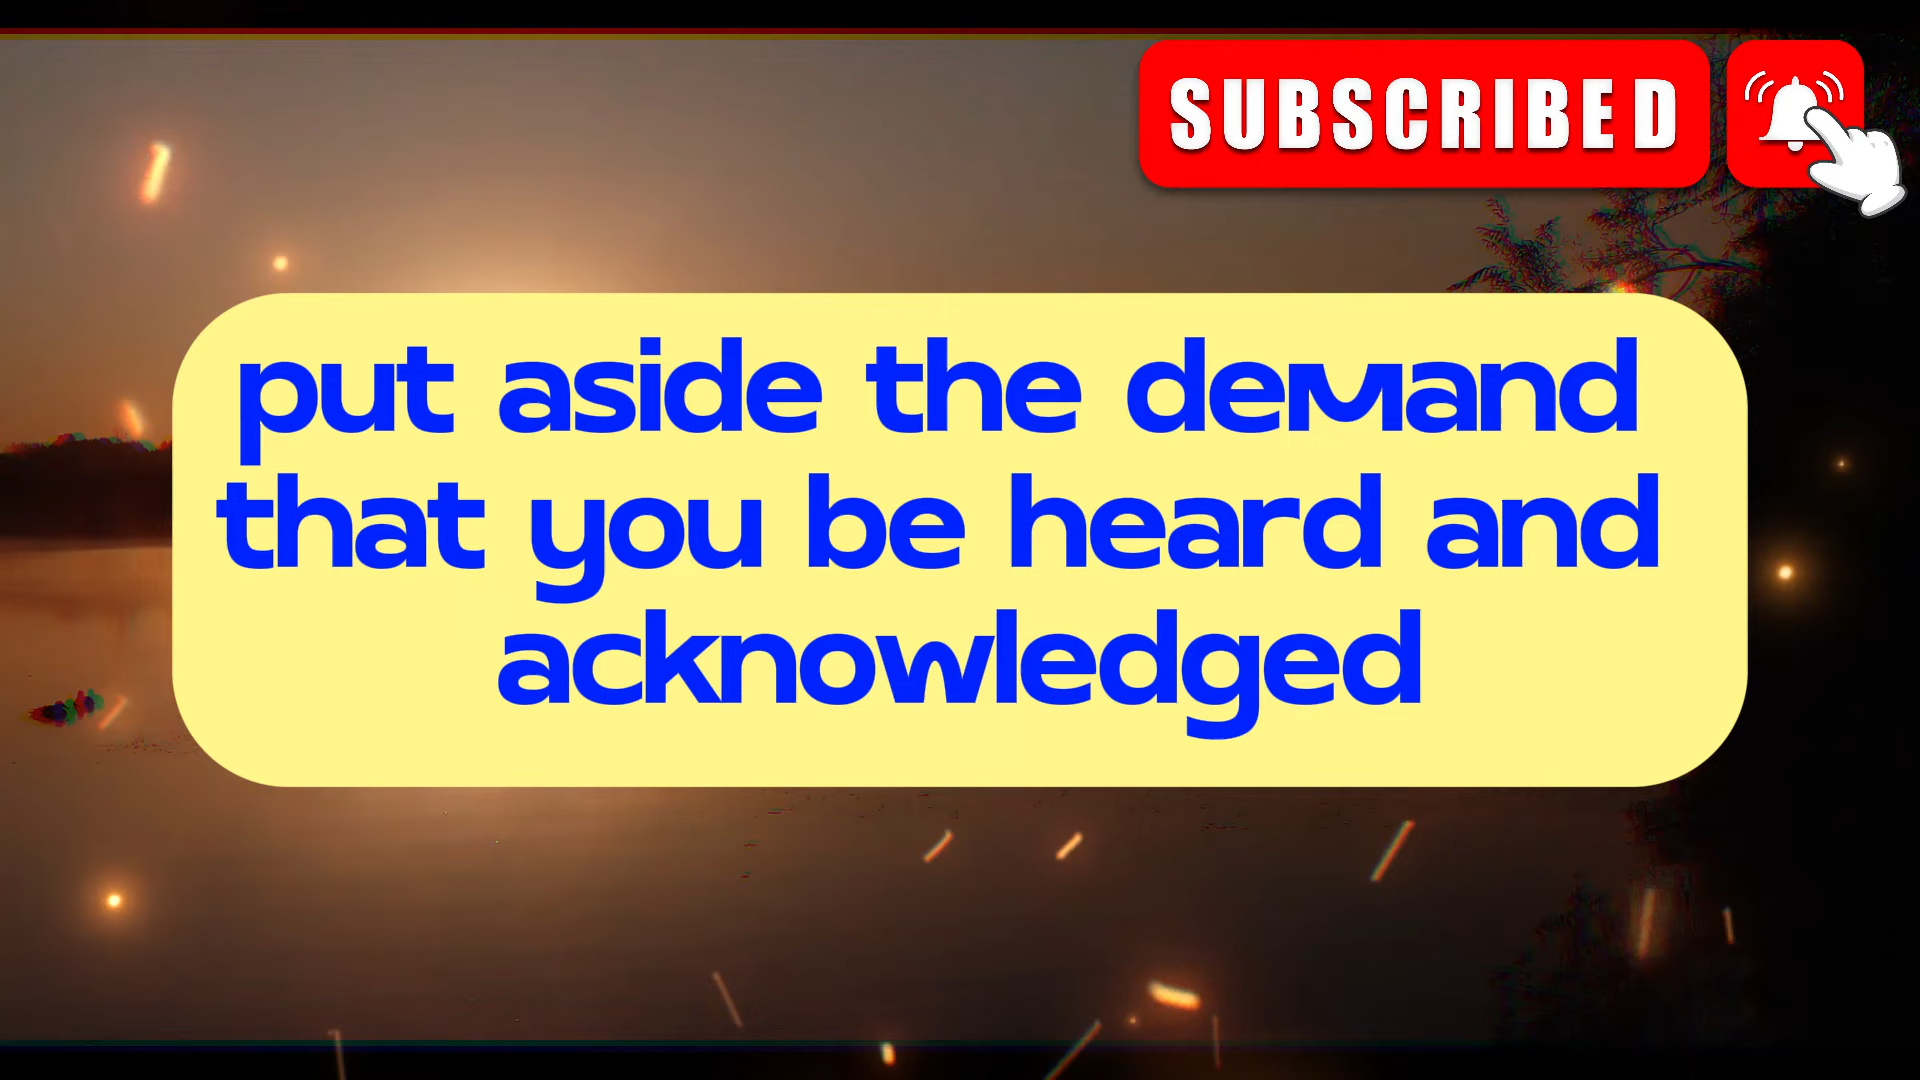 SUBSCRIBED
put aside the demand
that you be heard and
acknowledged